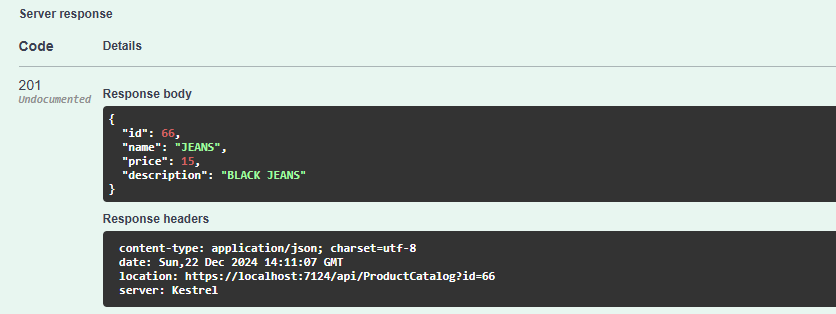 Server response
Code Details
201
Undocumented
Response body
{
"id": 66,
"name": "JEANS",
"price": 15,
"description": "BLACK JEANS"
}
Response headers
content-type: application/json; charset=utf-8
date: Sun,22 Dec 2024 14:11:07 GMT
location: https://localhost:7124/api/ProductCatalog?id=66
server: Kestrel